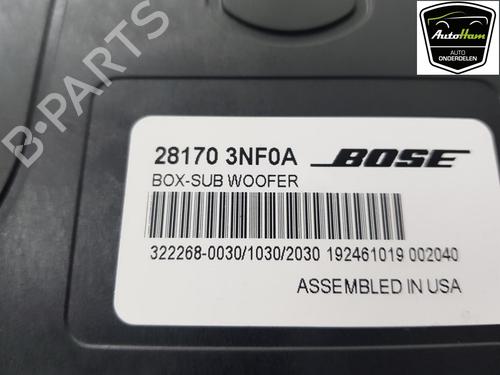 AutoHam
AUTO
ONDERDELEN
B-PARTS
28170 3NF0A BOSE
BOX-SUB WOOFER
322268-0030/1030/2030 192461019 002040
ASSEMBLED IN USA